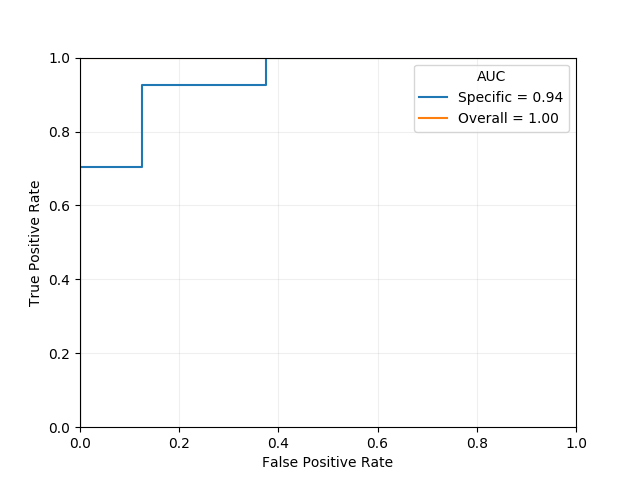 1.0
0.8
0.6
0.4
0.2
0.0
True Positive Rate
AUC
Specific = 0.94
Overall = 1.00
0.0 0.2 0.4 0.6 0.8 1.0
False Positive Rate